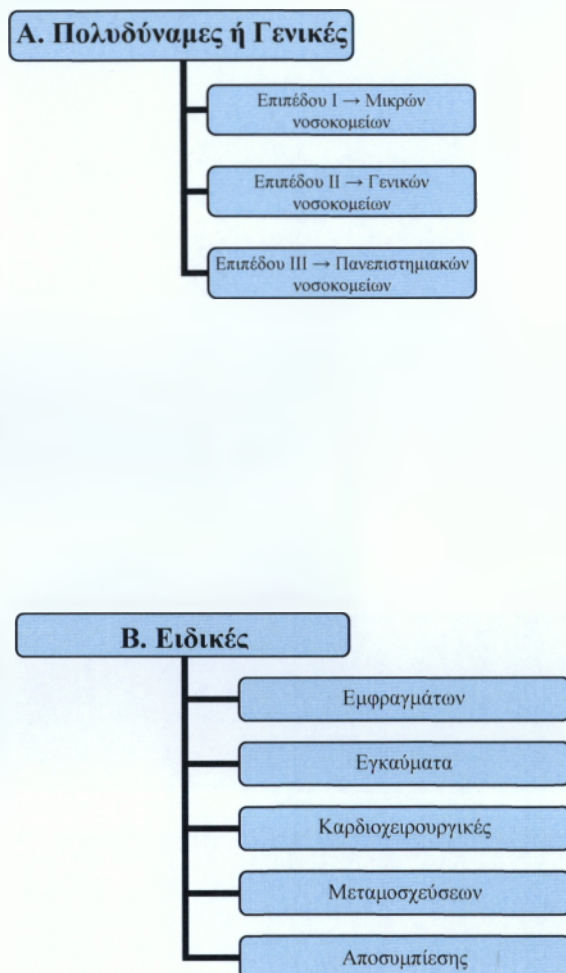 Α. Πολυδύναμες ή Γενικές
Επιπέδου Ι → Μικρών
νοσοκομείων
Επιπέδου ΙΙ → Γενικών
νοσοκομείων
Επιπέδου ΙΙΙ → Πανεπιστημιακών
νοσοκομείων
Β. Ειδικές
Εμφραγμάτων
Εγκαύματα
Καρδιοχειρουργικές
Μεταμοσχεύσεων
Αποσυμπίεσης